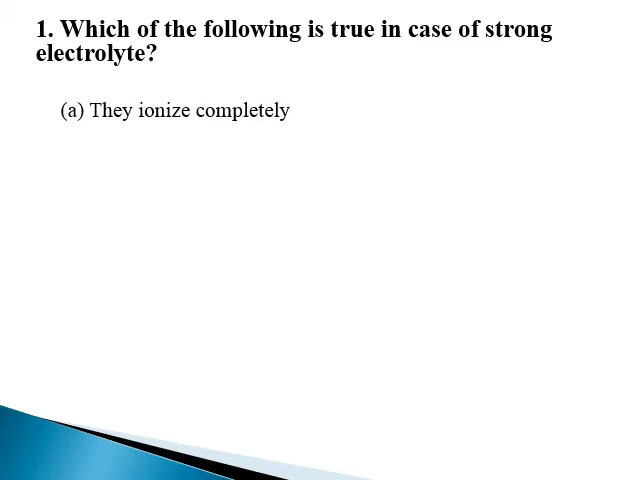 1. Which of the following is true in case of strong
electrolyte?
(a) They ionize completely